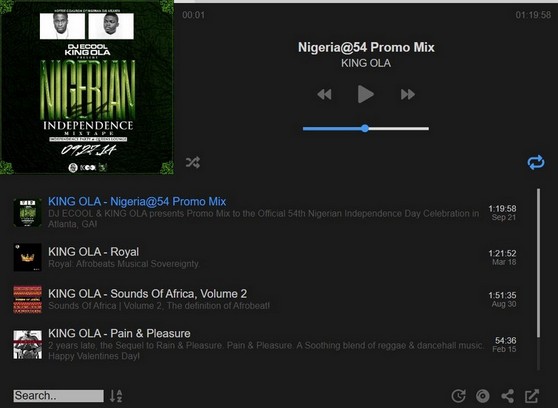 00:01
01:19:58
DJ ECOOL
KING OLA
NIGERIAN
INDEPENDENCE
MIXTAPE
09.27.14
Nigeria@54 Promo Mix
KING OLA
KING OLA - Nigeria@54 Promo Mix
1:19:58
DJ ECOOL & KING OLA presents Promo Mix to the Official 54th Nigerian Independence Day Celebration in
Sep 21
Atlanta, GA!
KING OLA - Royal
1:21:52
Royal: Afrobeats Musical Sovereignty.
Mar 18
KING OLA - Sounds Of Africa, Volume 2
1:51:35
Sounds Of Africa | Volume 2, The definition of Afrobeat!
Aug 30
KING OLA - Pain & Pleasure
54:36
2 years late, the Sequel to Rain & Pleasure. Pain & Pleasure. A Soothing blend of reggae & dancehall music.
Feb 15
Happy Valentines Day!
Search..